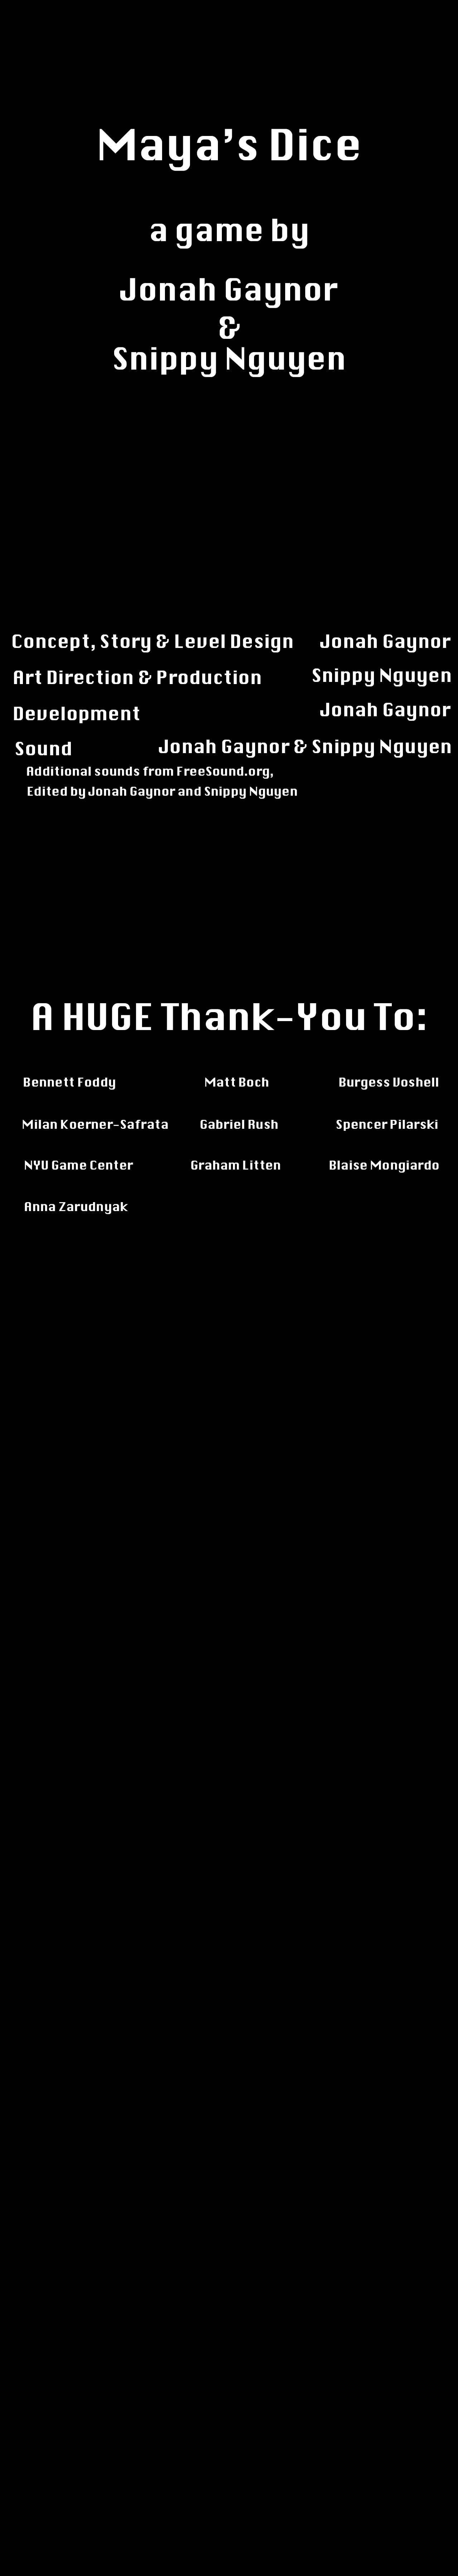 Maya's Dice
a game by
Jonah Gaynor
&
Snippy Nguyen
Concept, Story & Level Design Jonah Gaynor
Art Direction & Production Snippy Nguyen
Development Jonah Gaynor
Sound Jonah Gaynor & Snippy Nguyen
Additional sounds from FreeSound.org,
Edited by Jonah Gaynor and Snippy Nguyen
A HUGE Thank-You To:
Bennett Foddy Matt Boch Burgess Voshell
Milan Koerner-Safrata Gabriel Rush Spencer Pilarski
NYU Game Center Graham Litten Blaise Mongiardo
Anna Zarudnyak